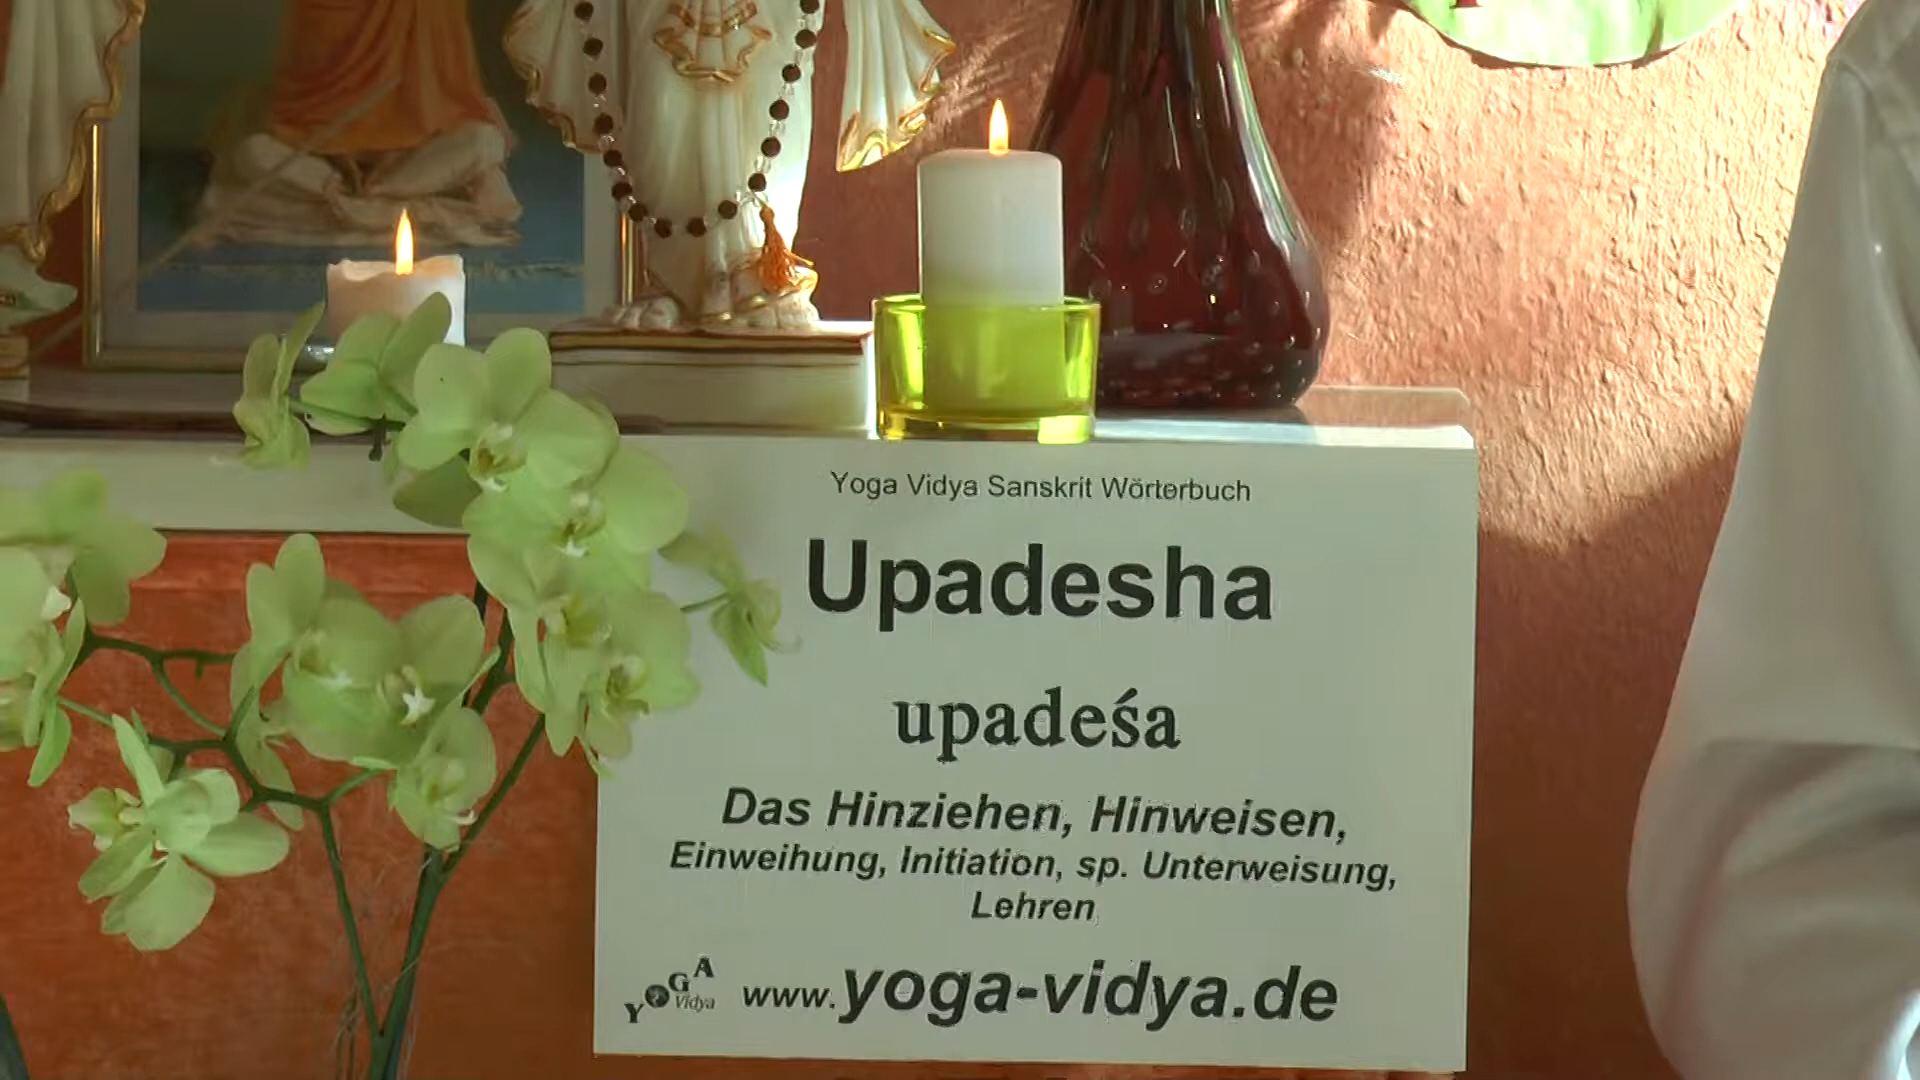 Yoga Vidya Sanskrit Wörterbuch
Upadesha
upadeśa
Das Hinziehen, Hinweisen,
Einweihung, Initiation, sp. Unterweisung,
Lehren
YOGA Vidya
www.yoga-vidya.de